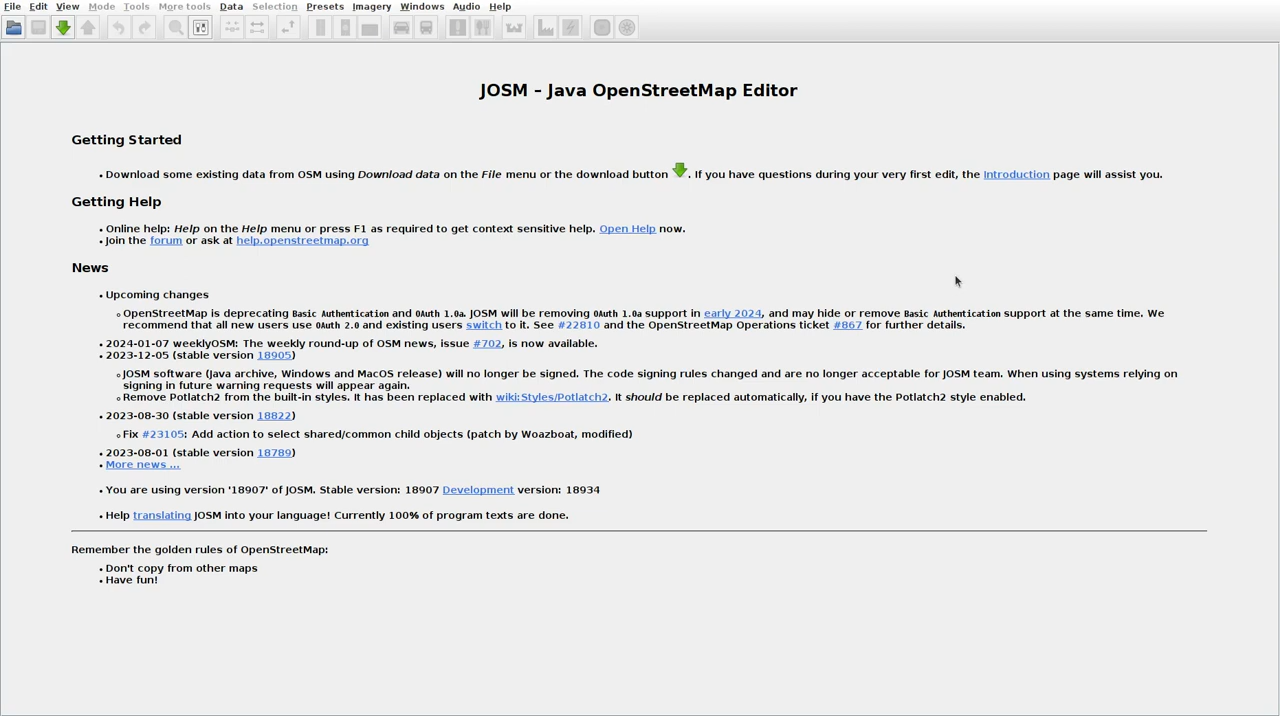 File Edit View Mode Tools More tools Data Selection Presets Imagery Windows Audio Help
JOSM – Java OpenStreetMap Editor
Getting Started
Download some existing data from OSM using Download data on the File menu or the download button . If you have questions during your very first edit, the Introduction page will assist you.
Getting Help
Online help: Help on the Help menu or press F1 as required to get context sensitive help. Open Help now.
Join the forum or ask at help.openstreetmap.org
News
Upcoming changes
OpenStreetMap is deprecating Basic Authentication and OAuth 1.0a. JOSM will be removing OAuth 1.0a support in early 2024, and may hide or remove Basic Authentication support at the same time. We
recommend that all new users use OAuth 2.0 and existing users switch to it. See #22810 and the OpenStreetMap Operations ticket #867 for further details.
2024-01-07 weeklyOSM: The weekly round-up of OSM news, issue #702, is now available.
2023-12-05 (stable version 18905)
JOSM software (Java archive, Windows and MacOS release) will no longer be signed. The code signing rules changed and are no longer acceptable for JOSM team. When using systems relying on
signing in future warning requests will appear again.
Remove Potlatch2 from the built-in styles. It has been replaced with wiki:Styles/Potlatch2. It should be replaced automatically, if you have the Potlatch2 style enabled.
2023-08-30 (stable version 18822)
Fix #23105: Add action to select shared/common child objects (patch by Woazboat, modified)
2023-08-01 (stable version 18789)
More news ...
You are using version '18907' of JOSM. Stable version: 18907 Development version: 18934
Help translating JOSM into your language! Currently 100% of program texts are done.
Remember the golden rules of OpenStreetMap:
Don't copy from other maps
Have fun!